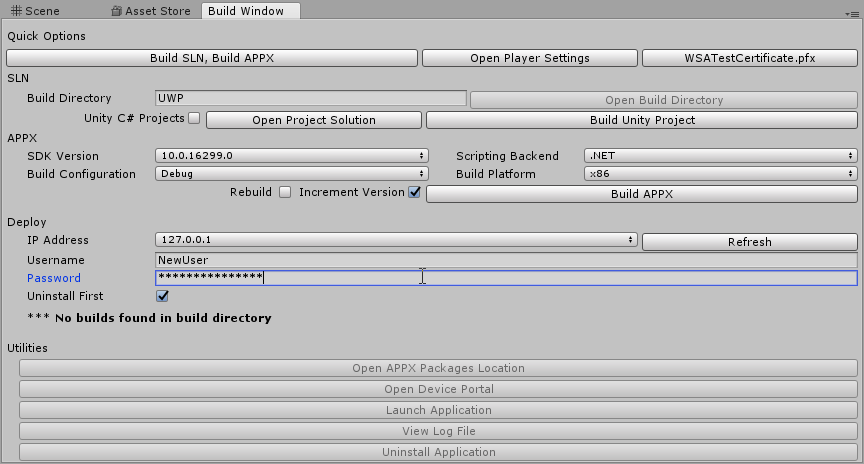 Scene Asset Store Build Window
Quick Options
Build SLN, Build APPX Open Player Settings WSATestCertificate.pfx
SLN
Build Directory UWP Open Build Directory
Unity C# Projects Open Project Solution Build Unity Project
APPX
SDK Version 10.0.16299.0 Scripting Backend .NET
Build Configuration Debug Build Platform x86
Rebuild Increment Version Build APPX
Deploy
IP Address 127.0.0.1 Refresh
Username NewUser
Password ***************
Uninstall First
*** No builds found in build directory
Utilities
Open APPX Packages Location
Open Device Portal
Launch Application
View Log File
Uninstall Application